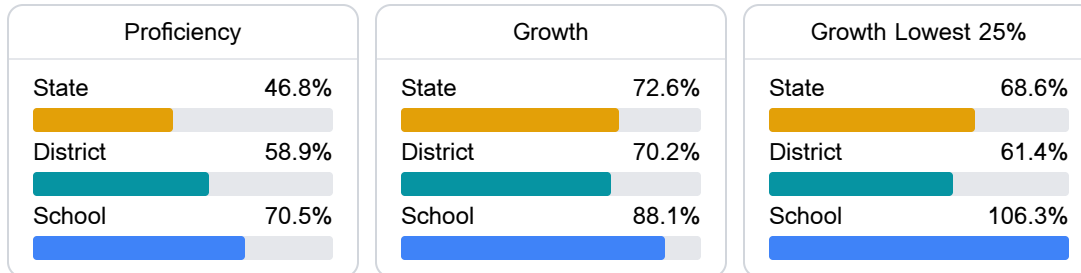 Proficiency
State 46.8%
District 58.9%
School 70.5%
Growth
State 72.6%
District 70.2%
School 88.1%
Growth Lowest 25%
State 68.6%
District 61.4%
School 106.3%